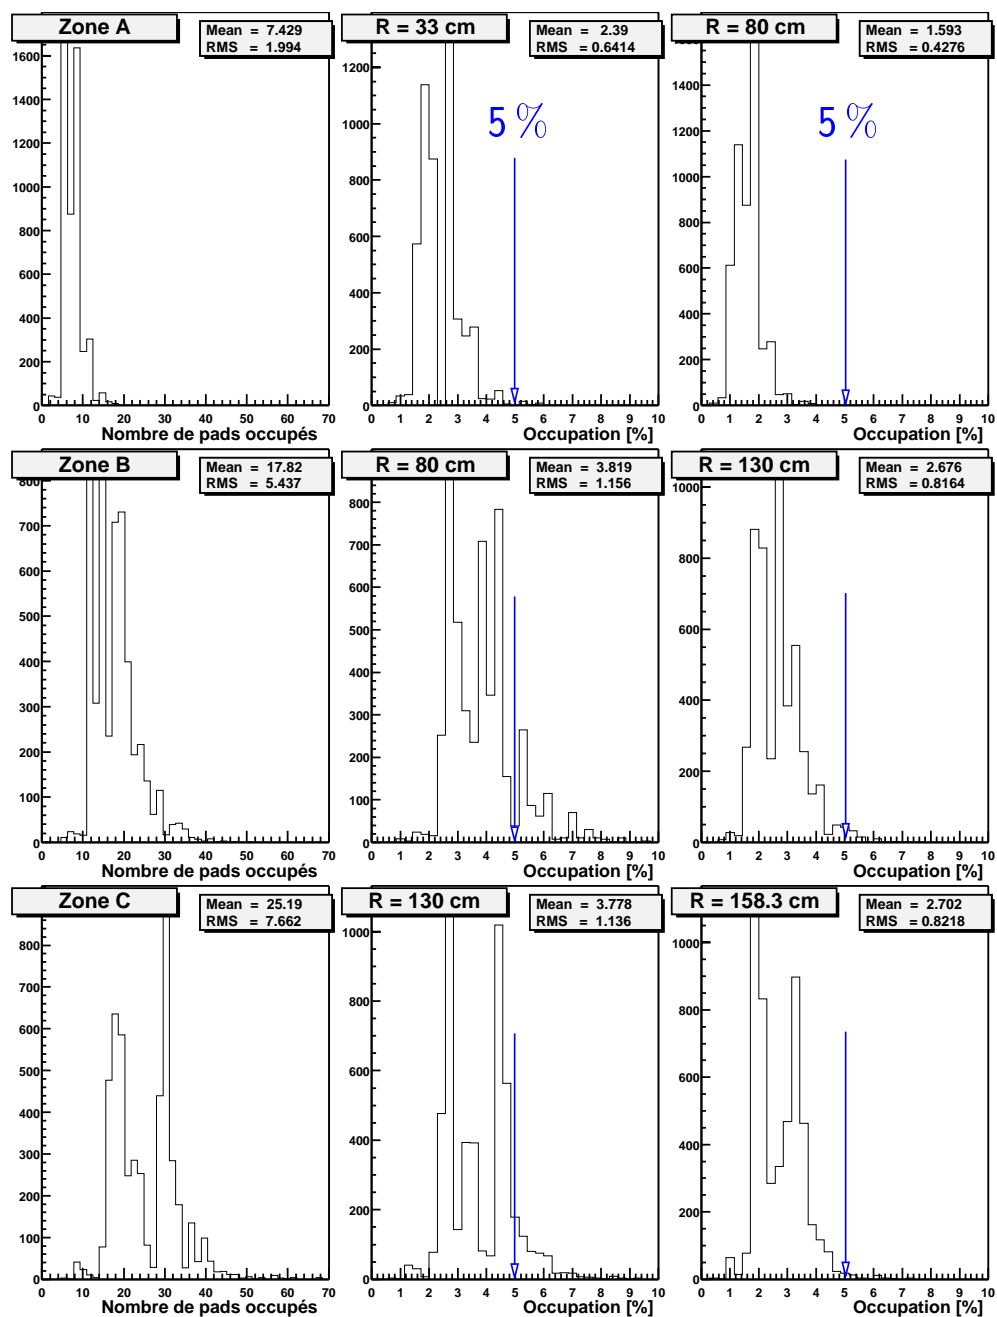 Zone A
Mean = 7.429
RMS = 1.994
0
200
400
600
800
1000
1200
1400
1600
0 10 20 30 40 50 60 70
Nombre de pads occupés
R = 33 cm
Mean = 2.39
RMS = 0.6414
5 %
0
200
400
600
800
1000
1200
0 1 2 3 4 5 6 7 8 9 10
Occupation [%]
R = 80 cm
Mean = 1.593
RMS = 0.4276
5 %
0
200
400
600
800
1000
1200
1400
1600
0 1 2 3 4 5 6 7 8 9 10
Occupation [%]
Zone B
Mean = 17.82
RMS = 5.437
0
100
200
300
400
500
600
700
800
0 10 20 30 40 50 60 70
Nombre de pads occupés
R = 80 cm
Mean = 3.819
RMS = 1.156
0
100
200
300
400
500
600
700
800
0 1 2 3 4 5 6 7 8 9 10
Occupation [%]
R = 130 cm
Mean = 2.676
RMS = 0.8164
0
200
400
600
800
1000
0 1 2 3 4 5 6 7 8 9 10
Occupation [%]
Zone C
Mean = 25.19
RMS = 7.662
0
100
200
300
400
500
600
700
800
0 10 20 30 40 50 60 70
Nombre de pads occupés
R = 130 cm
Mean = 3.778
RMS = 1.136
0
200
400
600
800
1000
0 1 2 3 4 5 6 7 8 9 10
Occupation [%]
R = 158.3 cm
Mean = 2.702
RMS = 0.8218
0
200
400
600
800
1000
0 1 2 3 4 5 6 7 8 9 10
Occupation [%]